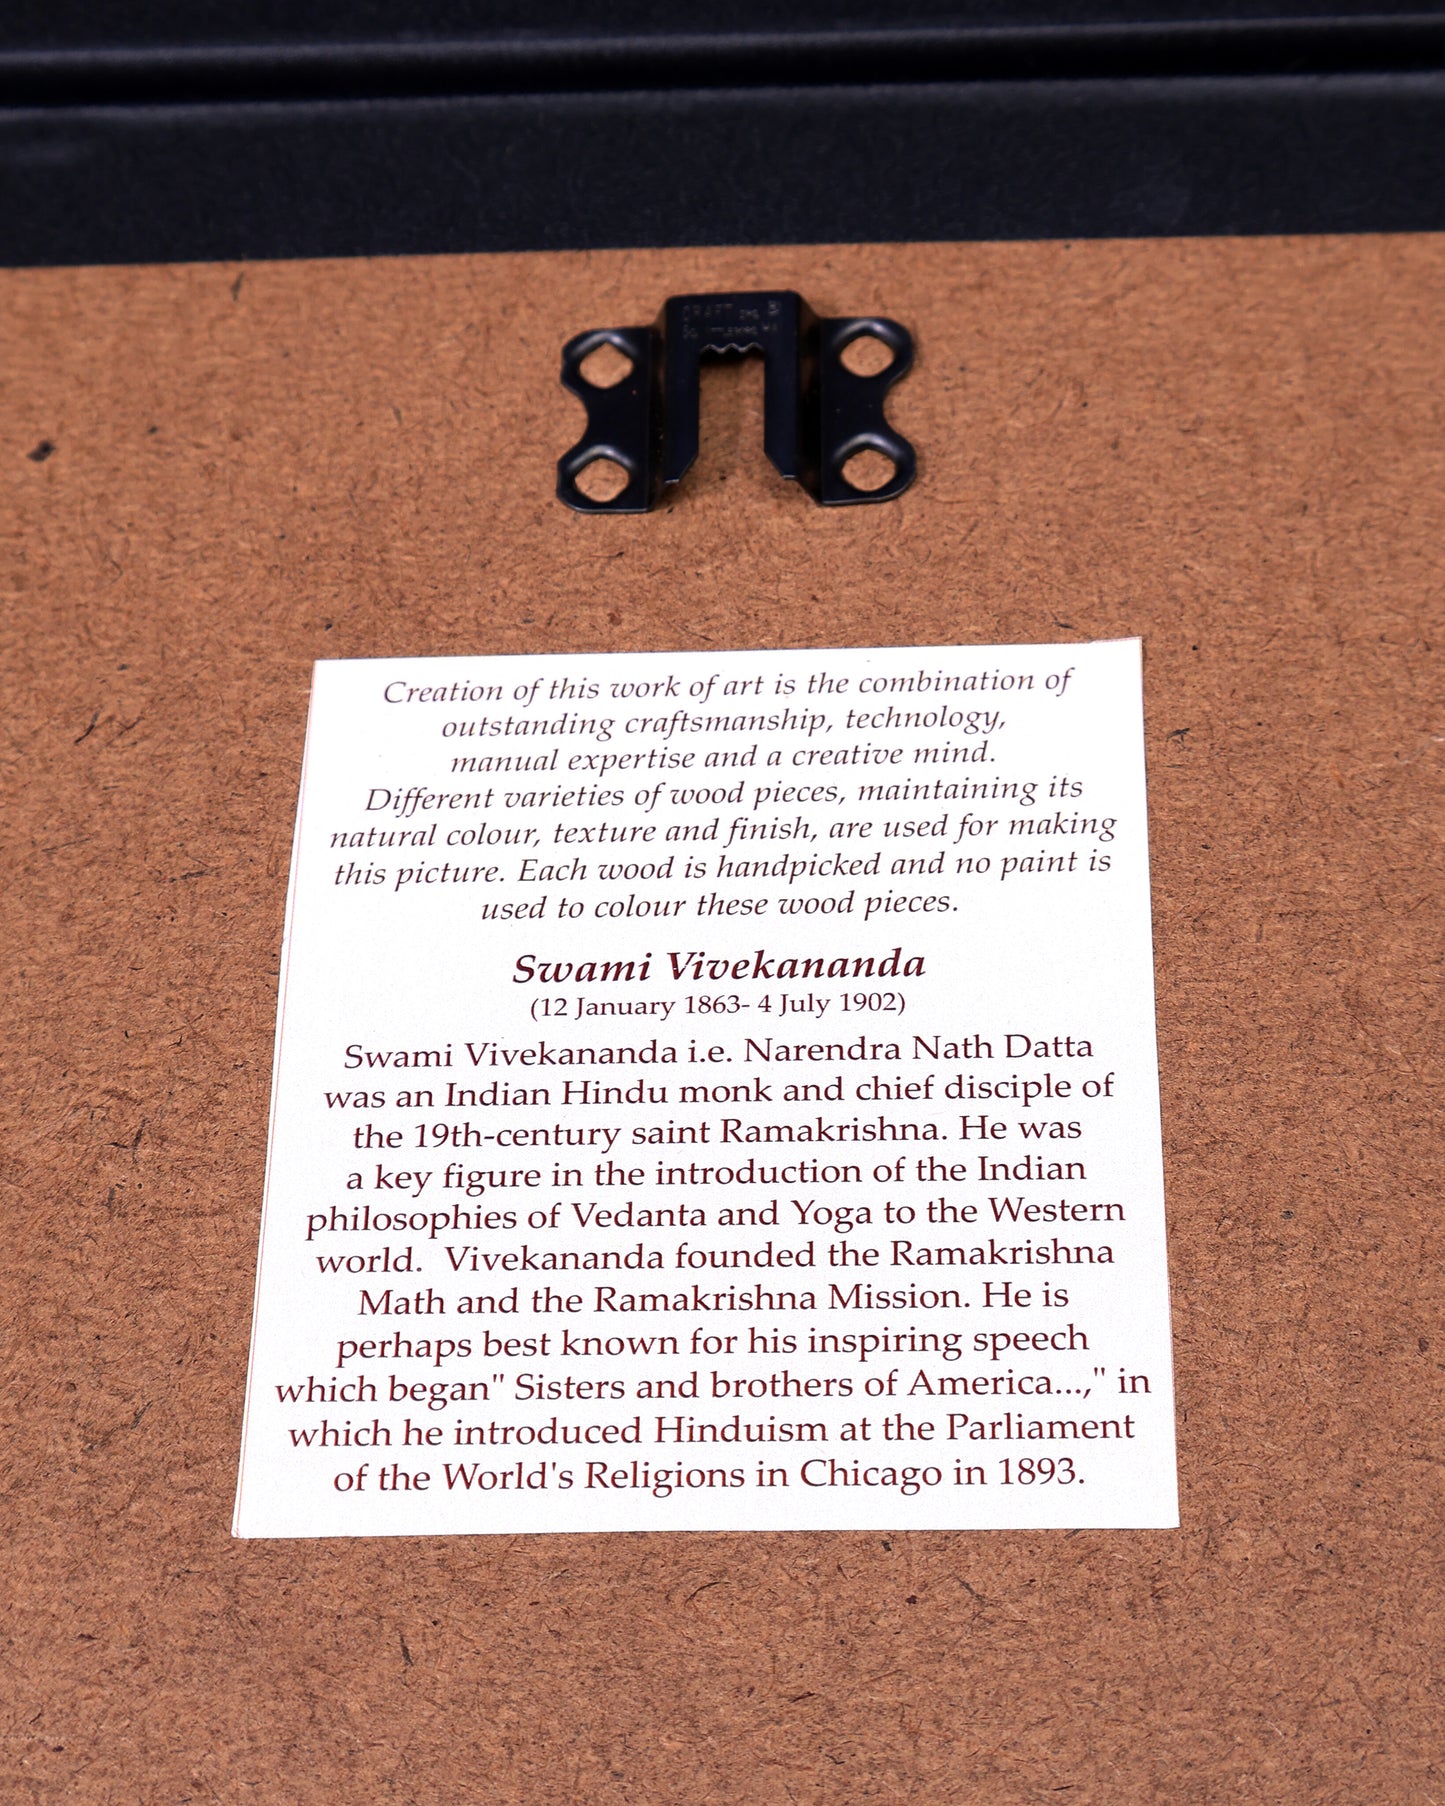 CRAFT
Creation of this work of art is the combination of
outstanding craftsmanship, technology,
manual expertise and a creative mind.
Different varieties of wood pieces, maintaining its
natural colour, texture and finish, are used for making
this picture. Each wood is handpicked and no paint is
used to colour these wood pieces.
Swami Vivekananda
(12 January 1863- 4 July 1902)
Swami Vivekananda i.e. Narendra Nath Datta
was an Indian Hindu monk and chief disciple of
the 19th-century saint Ramakrishna. He was
a key figure in the introduction of the Indian
philosophies of Vedanta and Yoga to the Western
world.  Vivekananda founded the Ramakrishna
Math and the Ramakrishna Mission. He is
perhaps best known for his inspiring speech
which began" Sisters and brothers of America...," in
which he introduced Hinduism at the Parliament
of the World's Religions in Chicago in 1893.